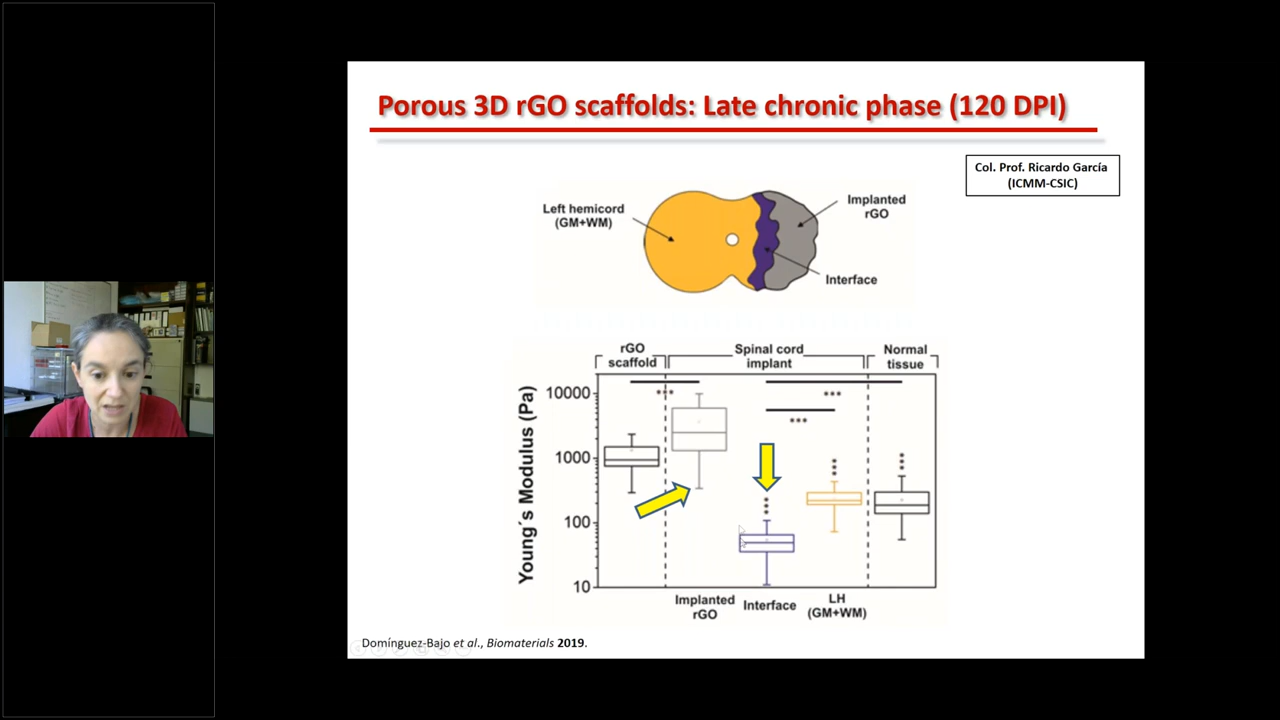 Porous 3D rGO scaffolds: Late chronic phase (120 DPI)
Col. Prof. Ricardo García
(ICMM-CSIC)
Left hemicord
(GM+WM)
Implanted
rGO
Interface
rGO
scaffold
Spinal cord
implant
Normal
tissue
Young´s Modulus (Pa)
10000
1000
100
10
***
***
***
Implanted
rGO
Interface
LH
(GM+WM)
Domínguez-Bajo et al., Biomaterials 2019.